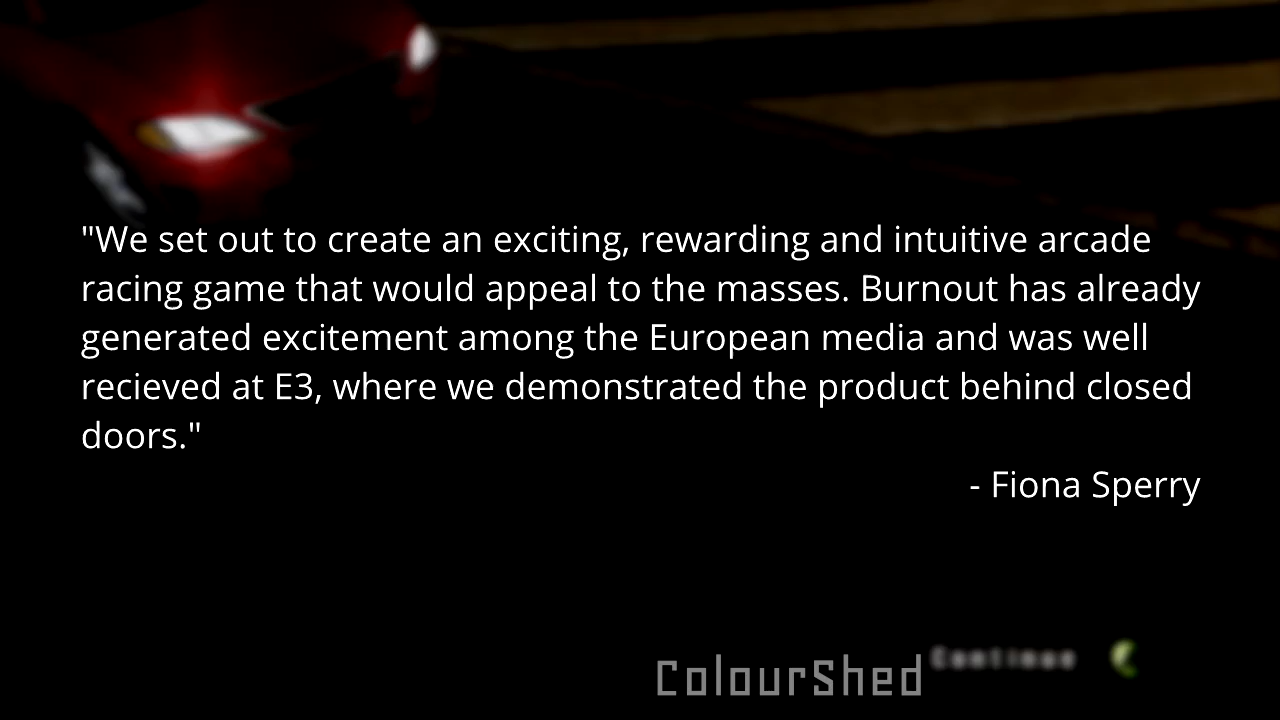 "We set out to create an exciting, rewarding and intuitive arcade
racing game that would appeal to the masses. Burnout has already
generated excitement among the European media and was well
recieved at E3, where we demonstrated the product behind closed
doors."
- Fiona Sperry
Continue
ColourShed